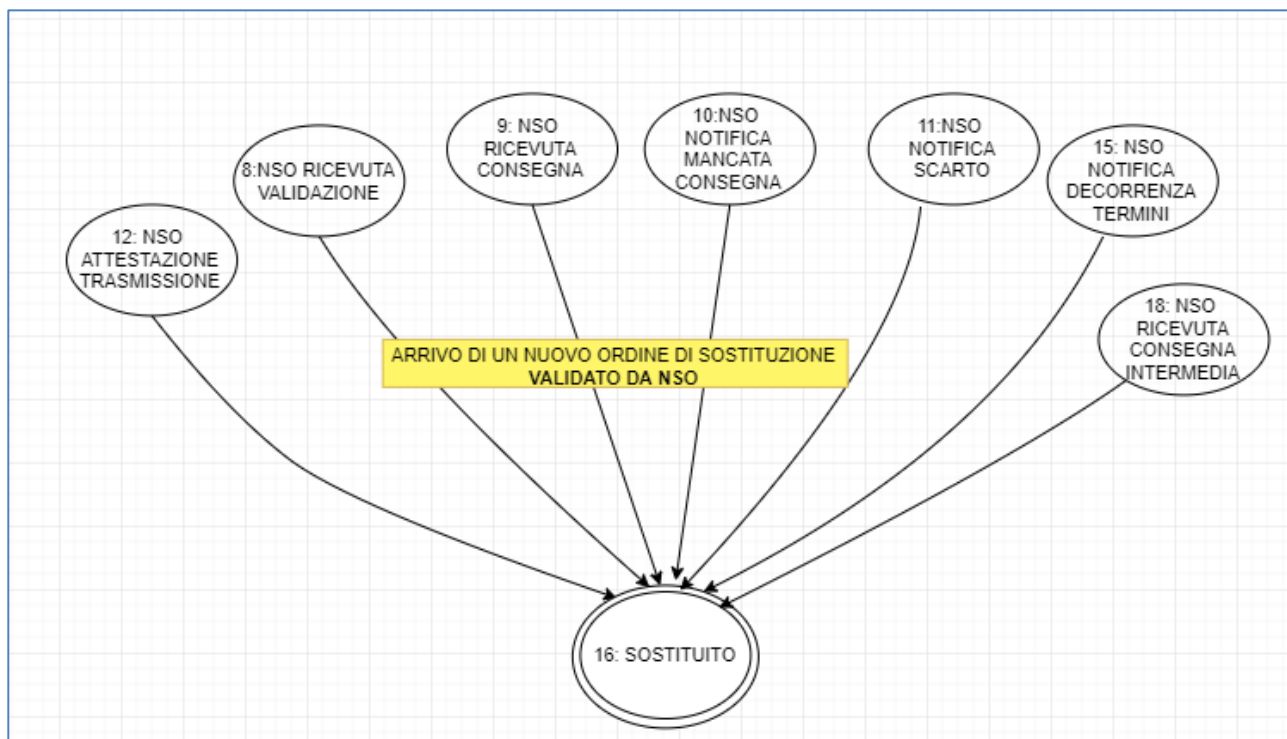 12: NSO
ATTESTAZIONE
TRASMISSIONE
8:NSO RICEVUTA
VALIDAZIONE
9: NSO
RICEVUTA
CONSEGNA
10:NSO
NOTIFICA
MANCATA
CONSEGNA
11:NSO
NOTIFICA
SCARTO
15: NSO
NOTIFICA
DECORRENZA
TERMINI
18: NSO
RICEVUTA
CONSEGNA
INTERMEDIA
ARRIVO DI UN NUOVO ORDINE DI SOSTITUZIONE
VALIDATO DA NSO
16: SOSTITUITO